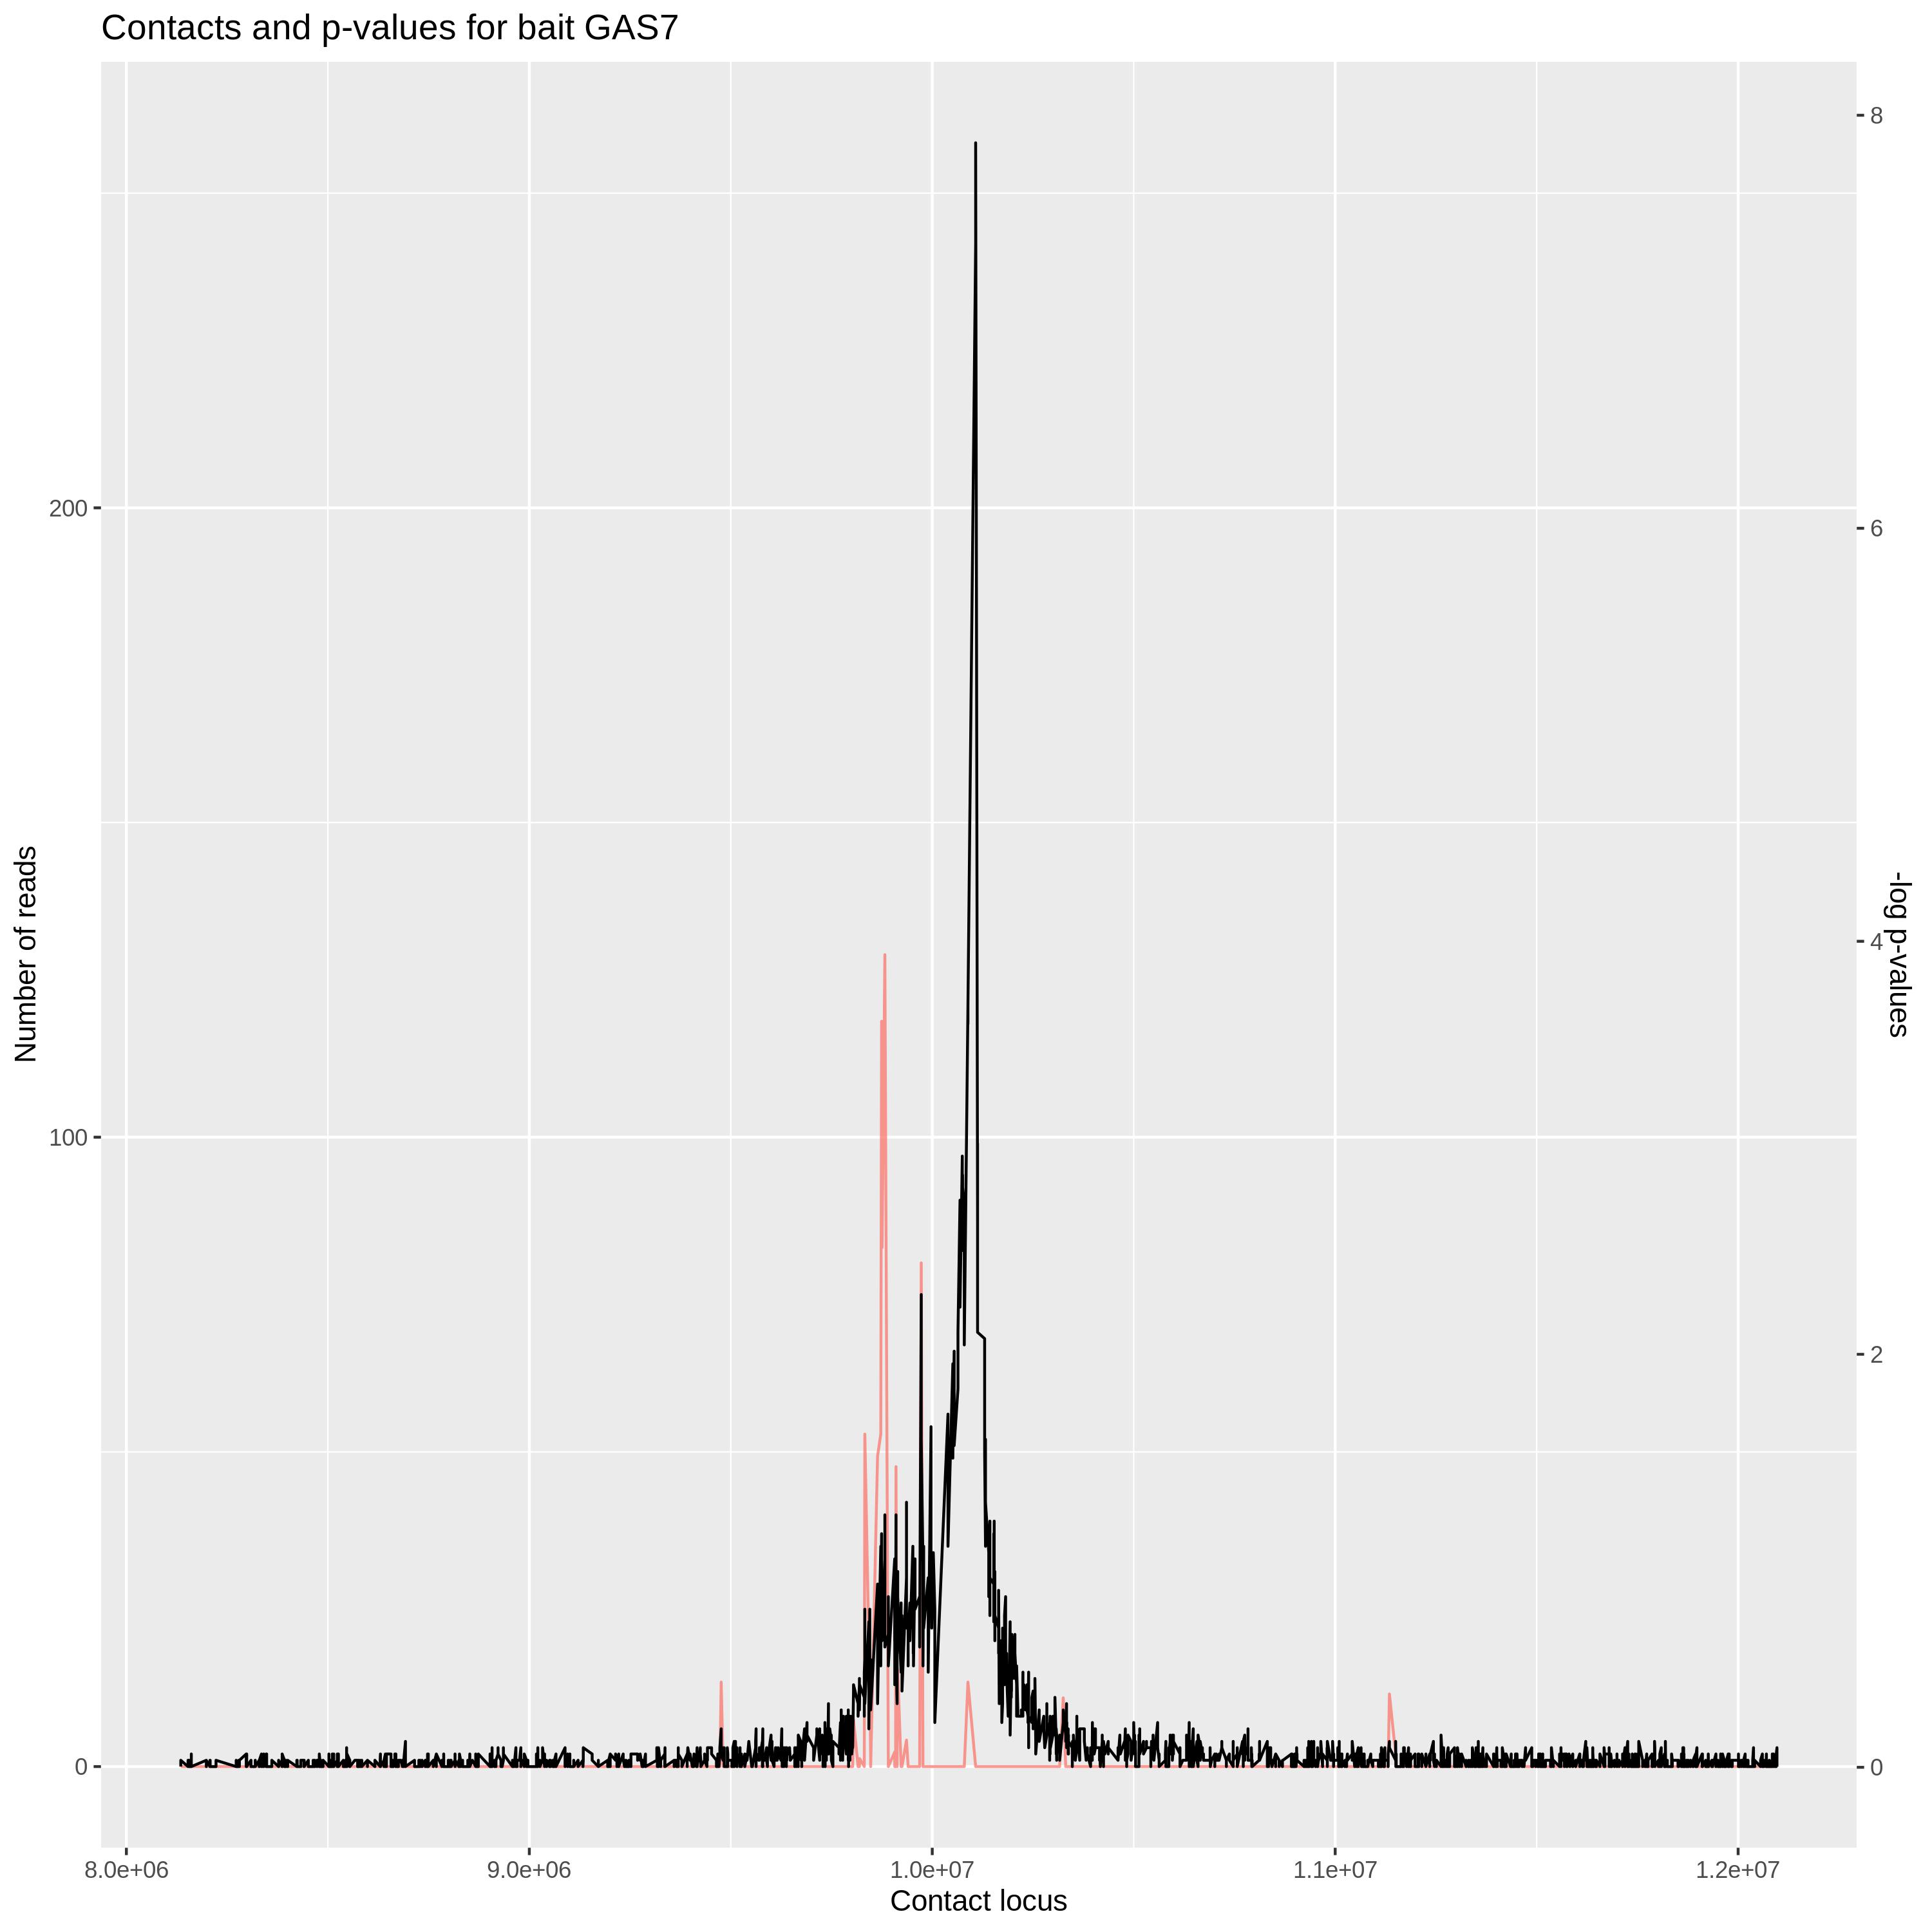 Contacts and p-values for bait GAS7
Number of reads
200
100
0
8
6
4
2
0
-log p-values
8.0e+06
9.0e+06
1.0e+07
1.1e+07
1.2e+07
Contact locus